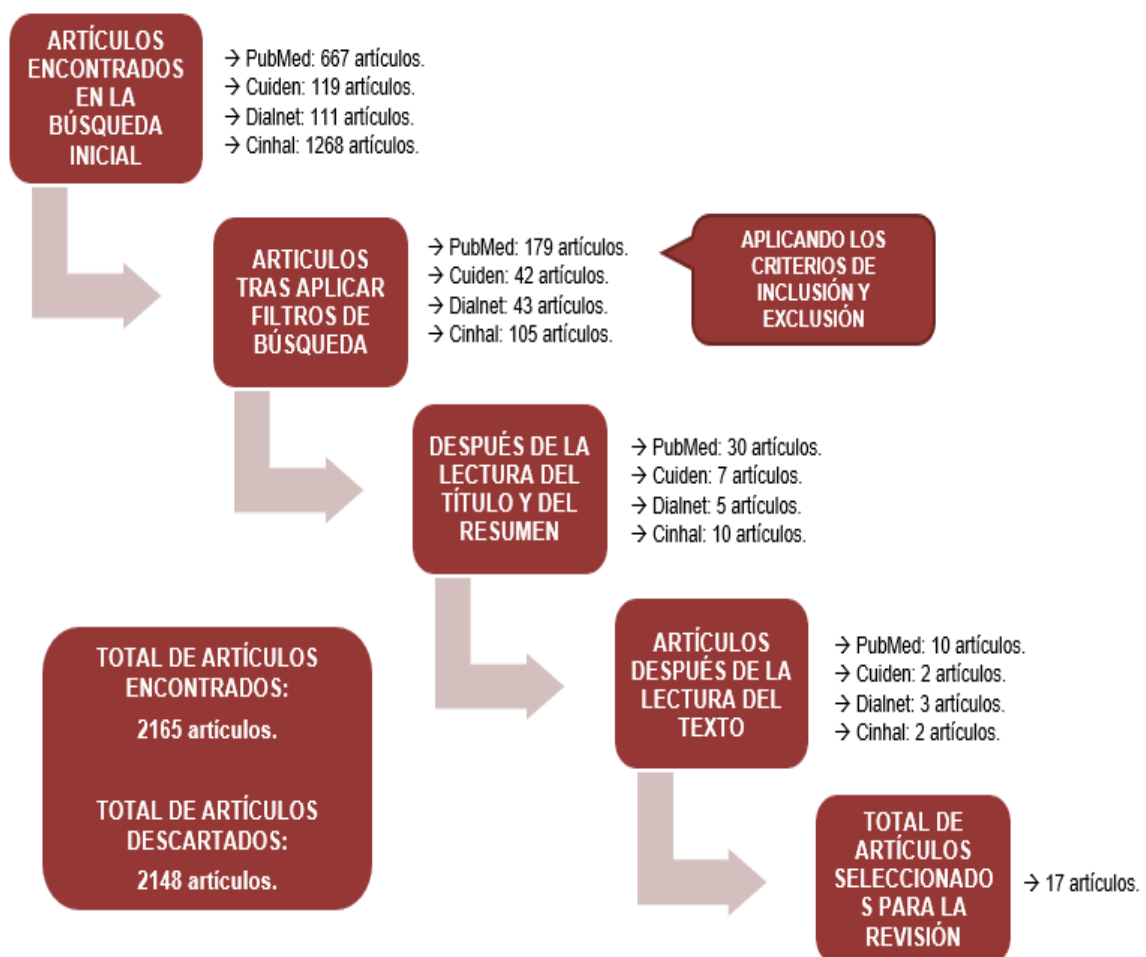 ARTÍCULOS
ENCONTRADOS
EN LA
BÚSQUEDA
INICIAL
→ PubMed: 667 artículos.
→ Cuiden: 119 artículos.
→ Dialnet: 111 artículos.
→ Cinhal: 1268 artículos.
ARTICULOS
TRAS APLICAR
FILTROS DE
BÚSQUEDA
→ PubMed: 179 artículos.
→ Cuiden: 42 artículos.
→ Dialnet: 43 artículos.
→ Cinhal: 105 artículos.
APLICANDO LOS
CRITERIOS DE
INCLUSIÓN Y
EXCLUSIÓN
DESPUÉS DE LA
LECTURA DEL
TÍTULO Y DEL
RESUMEN
→ PubMed: 30 artículos.
→ Cuiden: 7 artículos.
→ Dialnet: 5 artículos.
→ Cinhal: 10 artículos.
ARTÍCULOS
DESPUÉS DE LA
LECTURA DEL
TEXTO
→ PubMed: 10 artículos.
→ Cuiden: 2 artículos.
→ Dialnet: 3 artículos.
→ Cinhal: 2 artículos.
TOTAL DE ARTÍCULOS
ENCONTRADOS:
2165 artículos.
TOTAL DE ARTÍCULOS
DESCARTADOS:
2148 artículos.
TOTAL DE
ARTÍCULOS
SELECCIONADO
S PARA LA
REVISIÓN
→ 17 artículos.